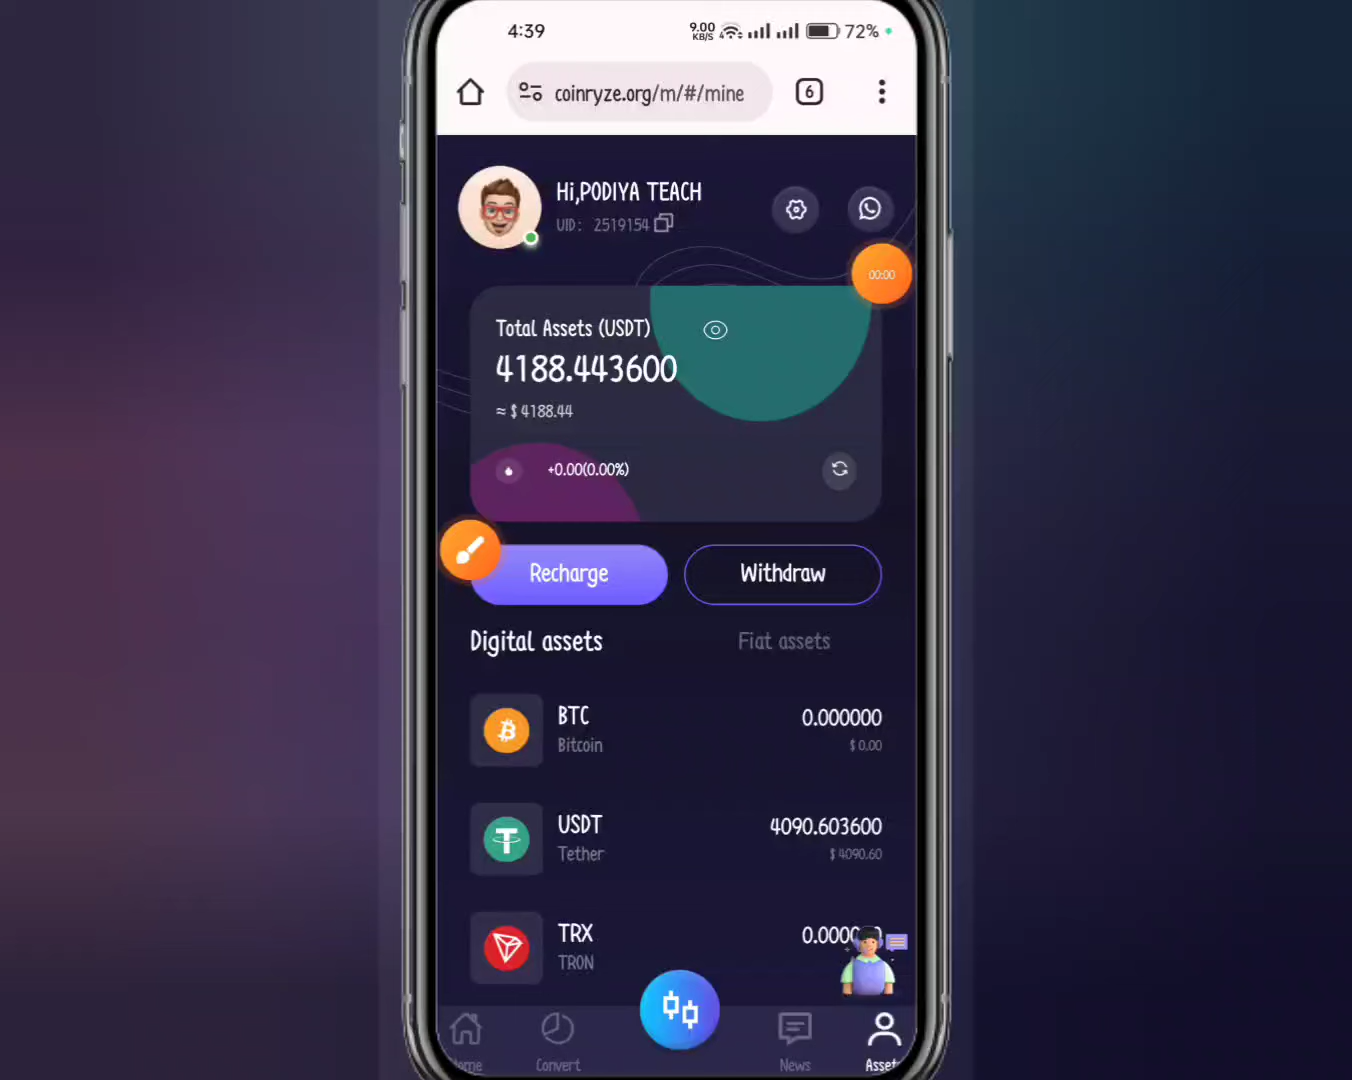 4:39
9.00
KB/S
72%
coinryze.org/m/#/mine
6
Hi,PODIYA TEACH
UID: 2519154
00:00
Total Assets (USDT)
4188.443600
≈ $ 4188.44
+0.00(0.00%)
Recharge
Withdraw
Digital assets
Fiat assets
BTC
0.000000
Bitcoin
$ 0.00
USDT
4090.603600
Tether
$ 4090.60
TRX
TRON
Convert
News